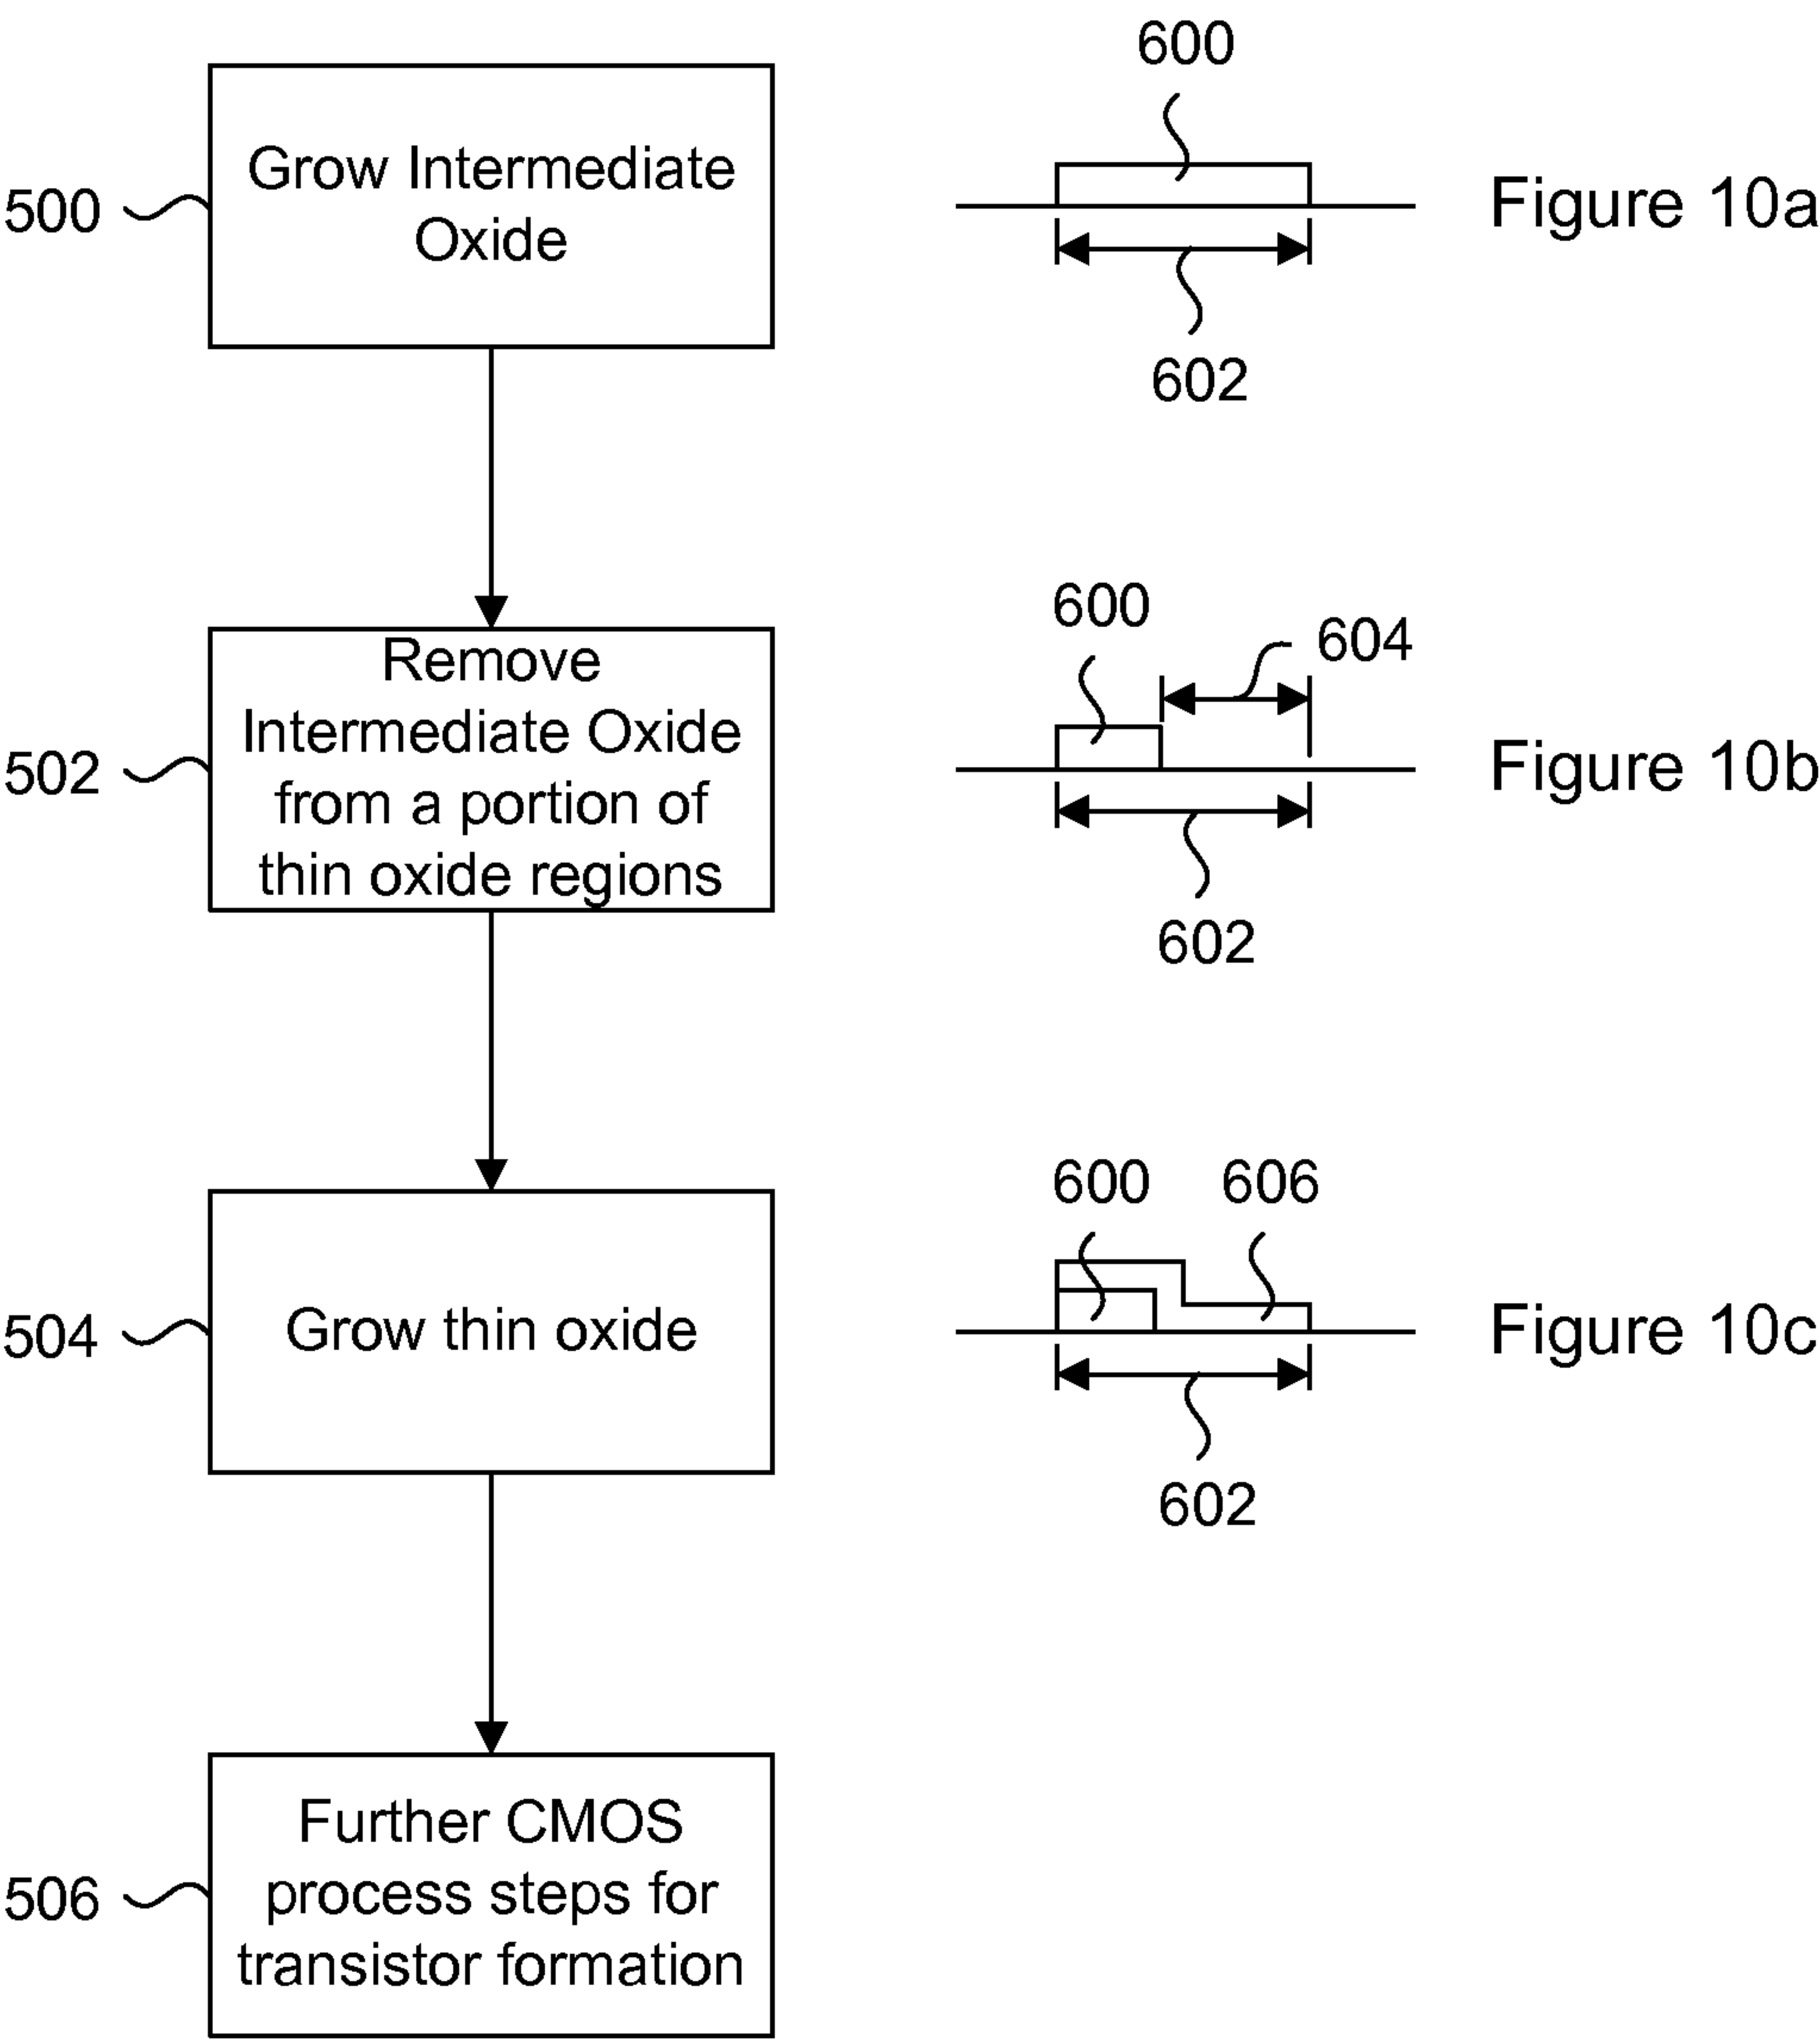 600
Grow Intermediate
Oxide
500
Figure 10a
602
600
604
Remove
Intermediate Oxide
from a portion of
thin oxide regions
502
Figure 10b
602
600
606
Grow thin oxide
504
Figure 10c
602
Further CMOS
process steps for
transistor formation
506